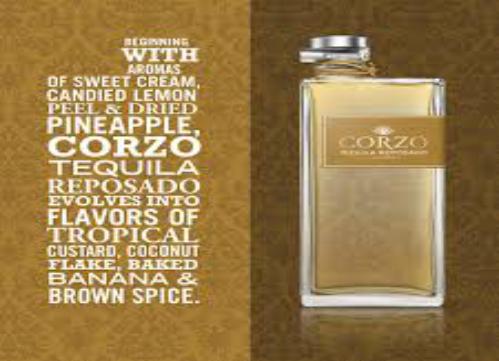 BEGINNING
WITH
AROMAS
OF SWEET CREAM,
CANDIED LEMON
PEEL & DRIED
PINEAPPLE,
CORZO
TEQUILA
REPOSADO
EVOLVES INTO
FLAVORS OF
TROPICAL
CUSTARD, COCONUT
FLAKE, BAKED
BANANA &
BROWN SPICE.
CORZO
TEQUILA REPOSADO